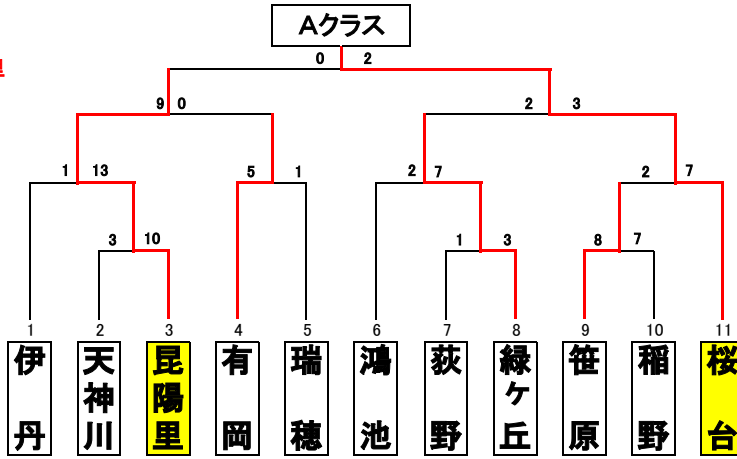 Aクラス
0 2
9 0 2 3
1 13 5 1 2 7 2 7
3 10 1 3 8 7
1 2 3 4 5 6 7 8 9 10 11
伊丹
天神川
昆陽里
有岡
瑞穂
鴻池
荻野
緑ヶ丘
笹原
稲野
桜台